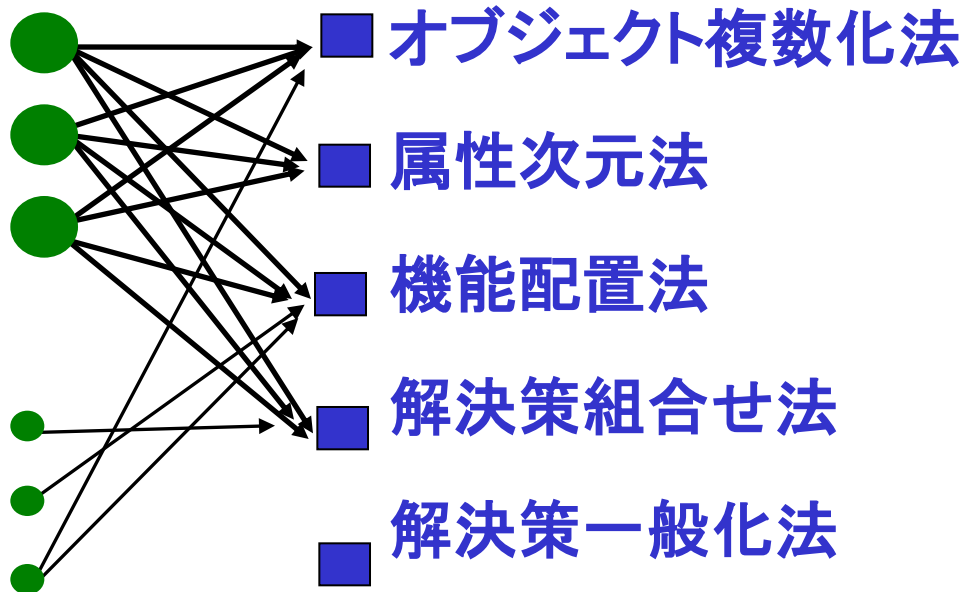 オブジェクト複数化法
属性次元法
機能配置法
解決策組合せ法
解決策一般化法